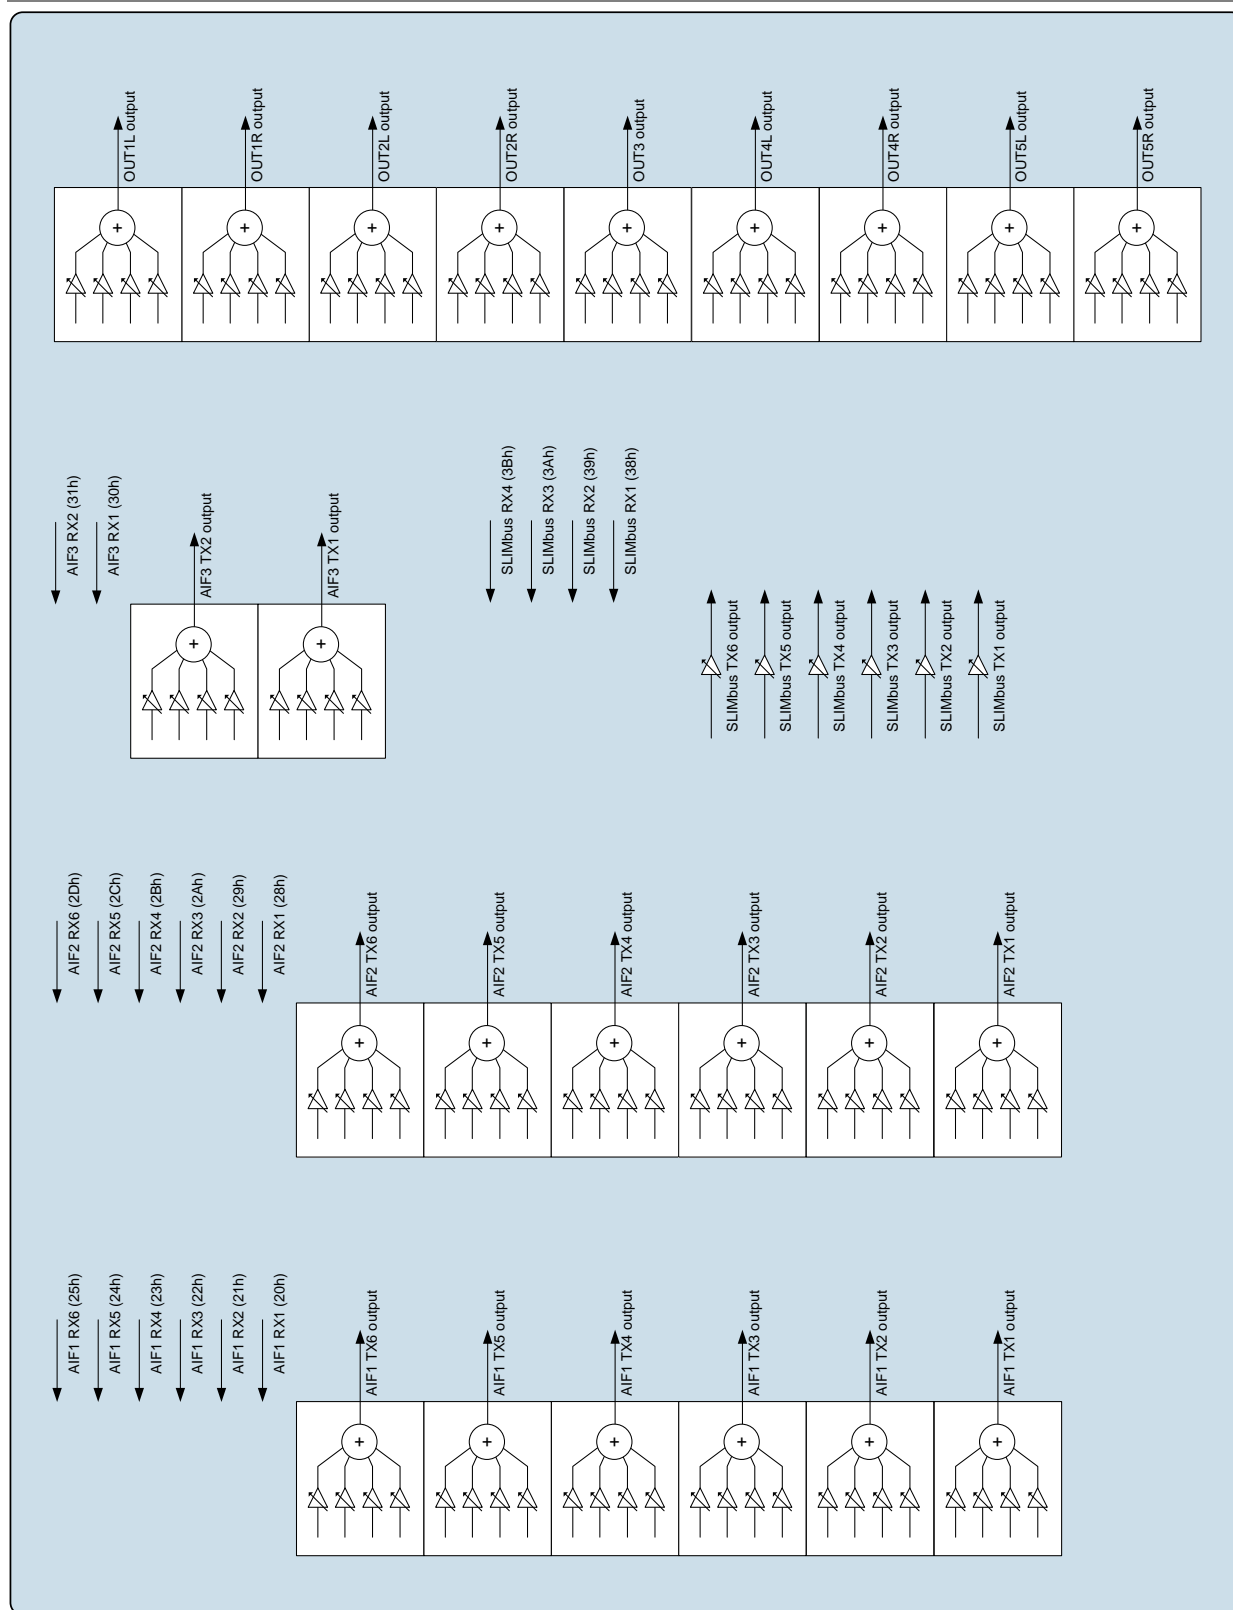 OUT1L output
OUT1R output
OUT2L output
OUT2R output
OUT3 output
OUT4L output
OUT4R output
OUT5L output
OUT5R output
+
+
+
+
+
+
+
+
+
AIF3 RX2 (31h)
AIF3 RX1 (30h)
AIF3 TX2 output
AIF3 TX1 output
+
+
SLIMbus RX4 (3Bh)
SLIMbus RX3 (3Ah)
SLIMbus RX2 (39h)
SLIMbus RX1 (38h)
SLIMbus TX6 output
SLIMbus TX5 output
SLIMbus TX4 output
SLIMbus TX3 output
SLIMbus TX2 output
SLIMbus TX1 output
AIF2 RX6 (2Dh)
AIF2 RX5 (2Ch)
AIF2 RX4 (2Bh)
AIF2 RX3 (2Ah)
AIF2 RX2 (29h)
AIF2 RX1 (28h)
AIF2 TX6 output
AIF2 TX5 output
AIF2 TX4 output
AIF2 TX3 output
AIF2 TX2 output
AIF2 TX1 output
+
+
+
+
+
+
AIF1 RX6 (25h)
AIF1 RX5 (24h)
AIF1 RX4 (23h)
AIF1 RX3 (22h)
AIF1 RX2 (21h)
AIF1 RX1 (20h)
AIF1 TX6 output
AIF1 TX5 output
AIF1 TX4 output
AIF1 TX3 output
AIF1 TX2 output
AIF1 TX1 output
+
+
+
+
+
+